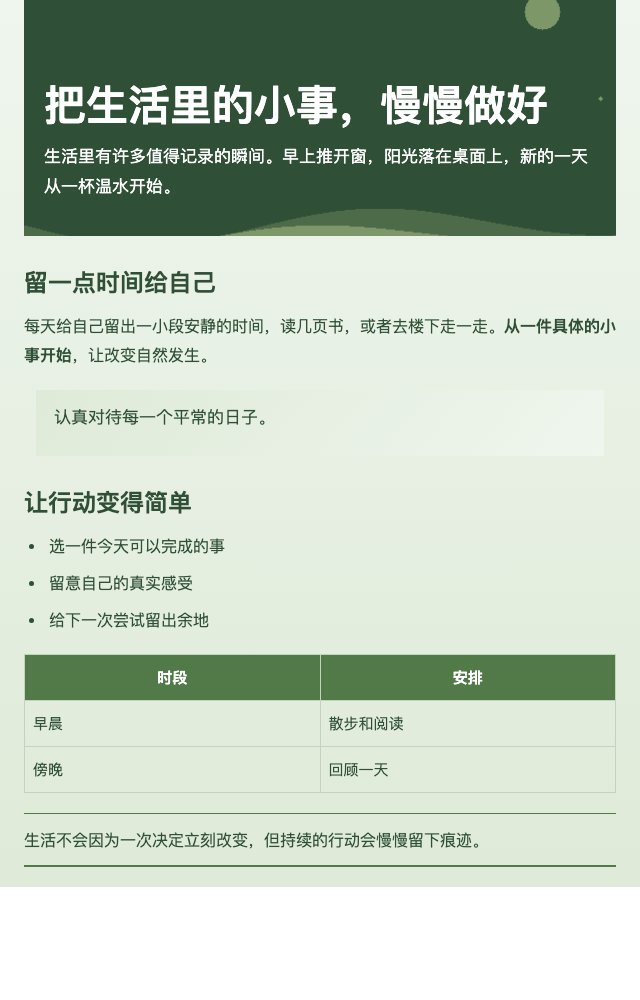 把生活里的小事，慢慢做好
生活里有许多值得记录的瞬间。早上推开窗，阳光落在桌面上，新的一天
从一杯温水开始。
留一点时间给自己
每天给自己留出一小段安静的时间，读几页书，或者去楼下走一走。从一件具体的小
事开始，让改变自然发生。
认真对待每一个平常的日子。
让行动变得简单
• 选一件今天可以完成的事
• 留意自己的真实感受
• 给下一次尝试留出余地
时段 安排
早晨 散步和阅读
傍晚 回顾一天
生活不会因为一次决定立刻改变，但持续的行动会慢慢留下痕迹。